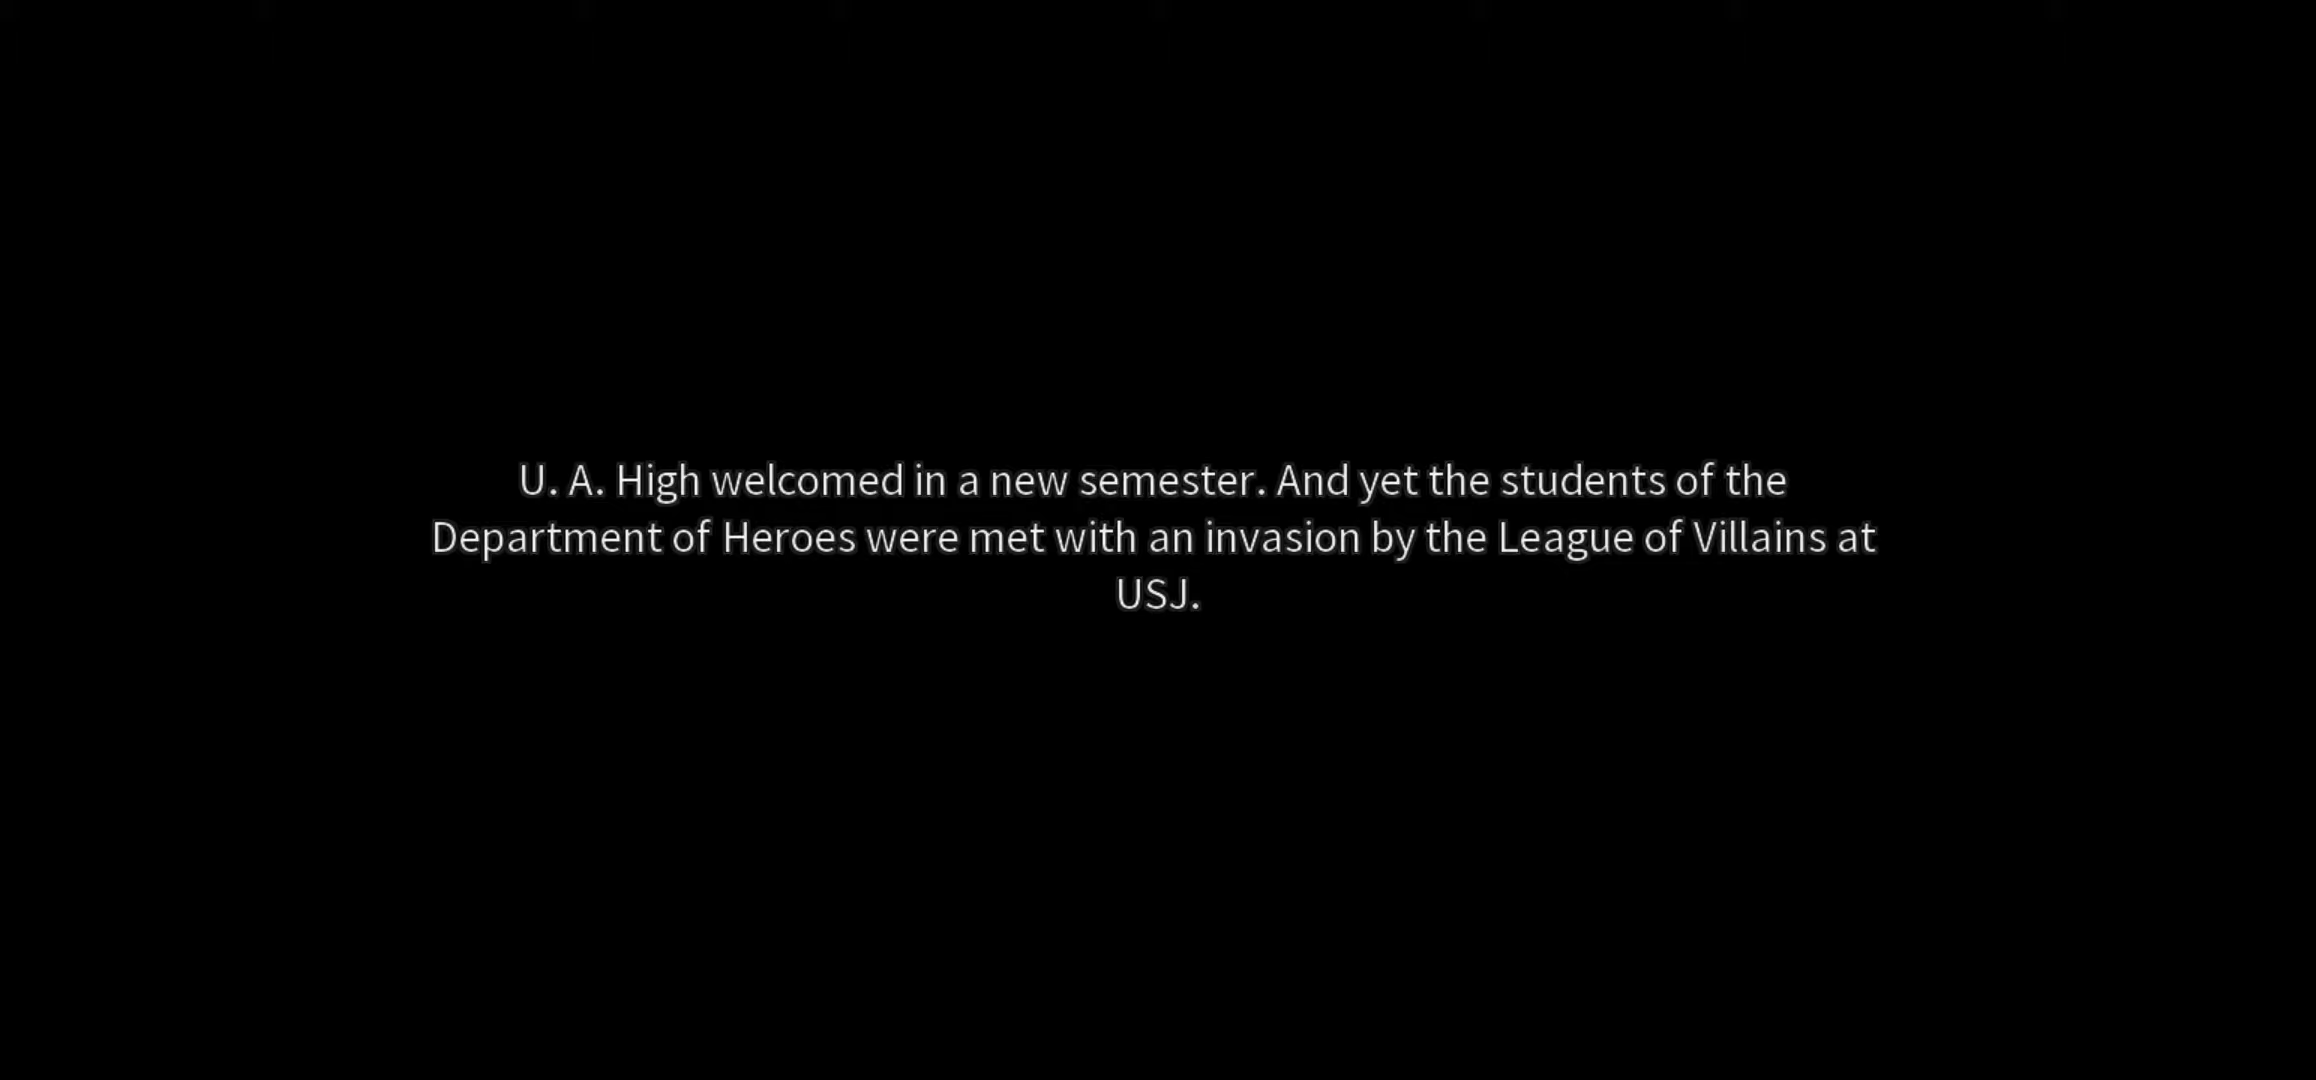 U. A. High welcomed in a new semester. And yet the students of the
Department of Heroes were met with an invasion by the League of Villains at
USJ.